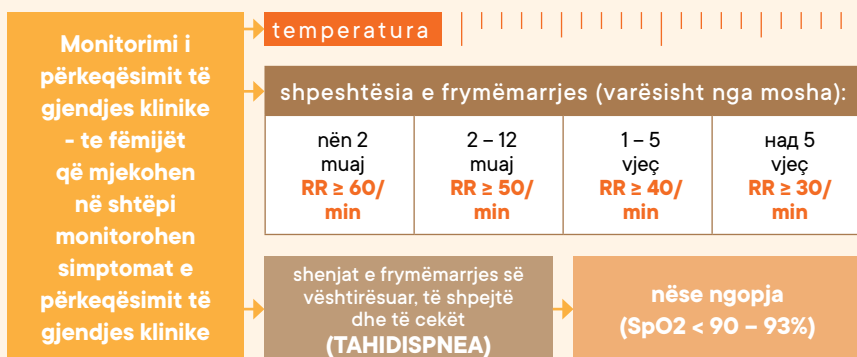 Monitorimi i
përkeqësimit të
gjendjes klinike
- te fëmijët
që mjekohen
në shtëpi
monitorohen
simptomat e
përkeqësimit të
gjendjes klinike
temperatura
shpeshtësia e frymëmarrjes (varësisht nga mosha):
nën 2
muaj
RR ≥ 60/
min
2 – 12
muaj
RR ≥ 50/
min
1 – 5
vjeç
RR ≥ 40/
min
над 5
vjeç
RR ≥ 30/
min
shenjat e frymëmarrjes së
vështirësuar, të shpejtë
dhe të cekët
(TAHIDISPNEA)
nëse ngopja
(SpO2 < 90 – 93%)